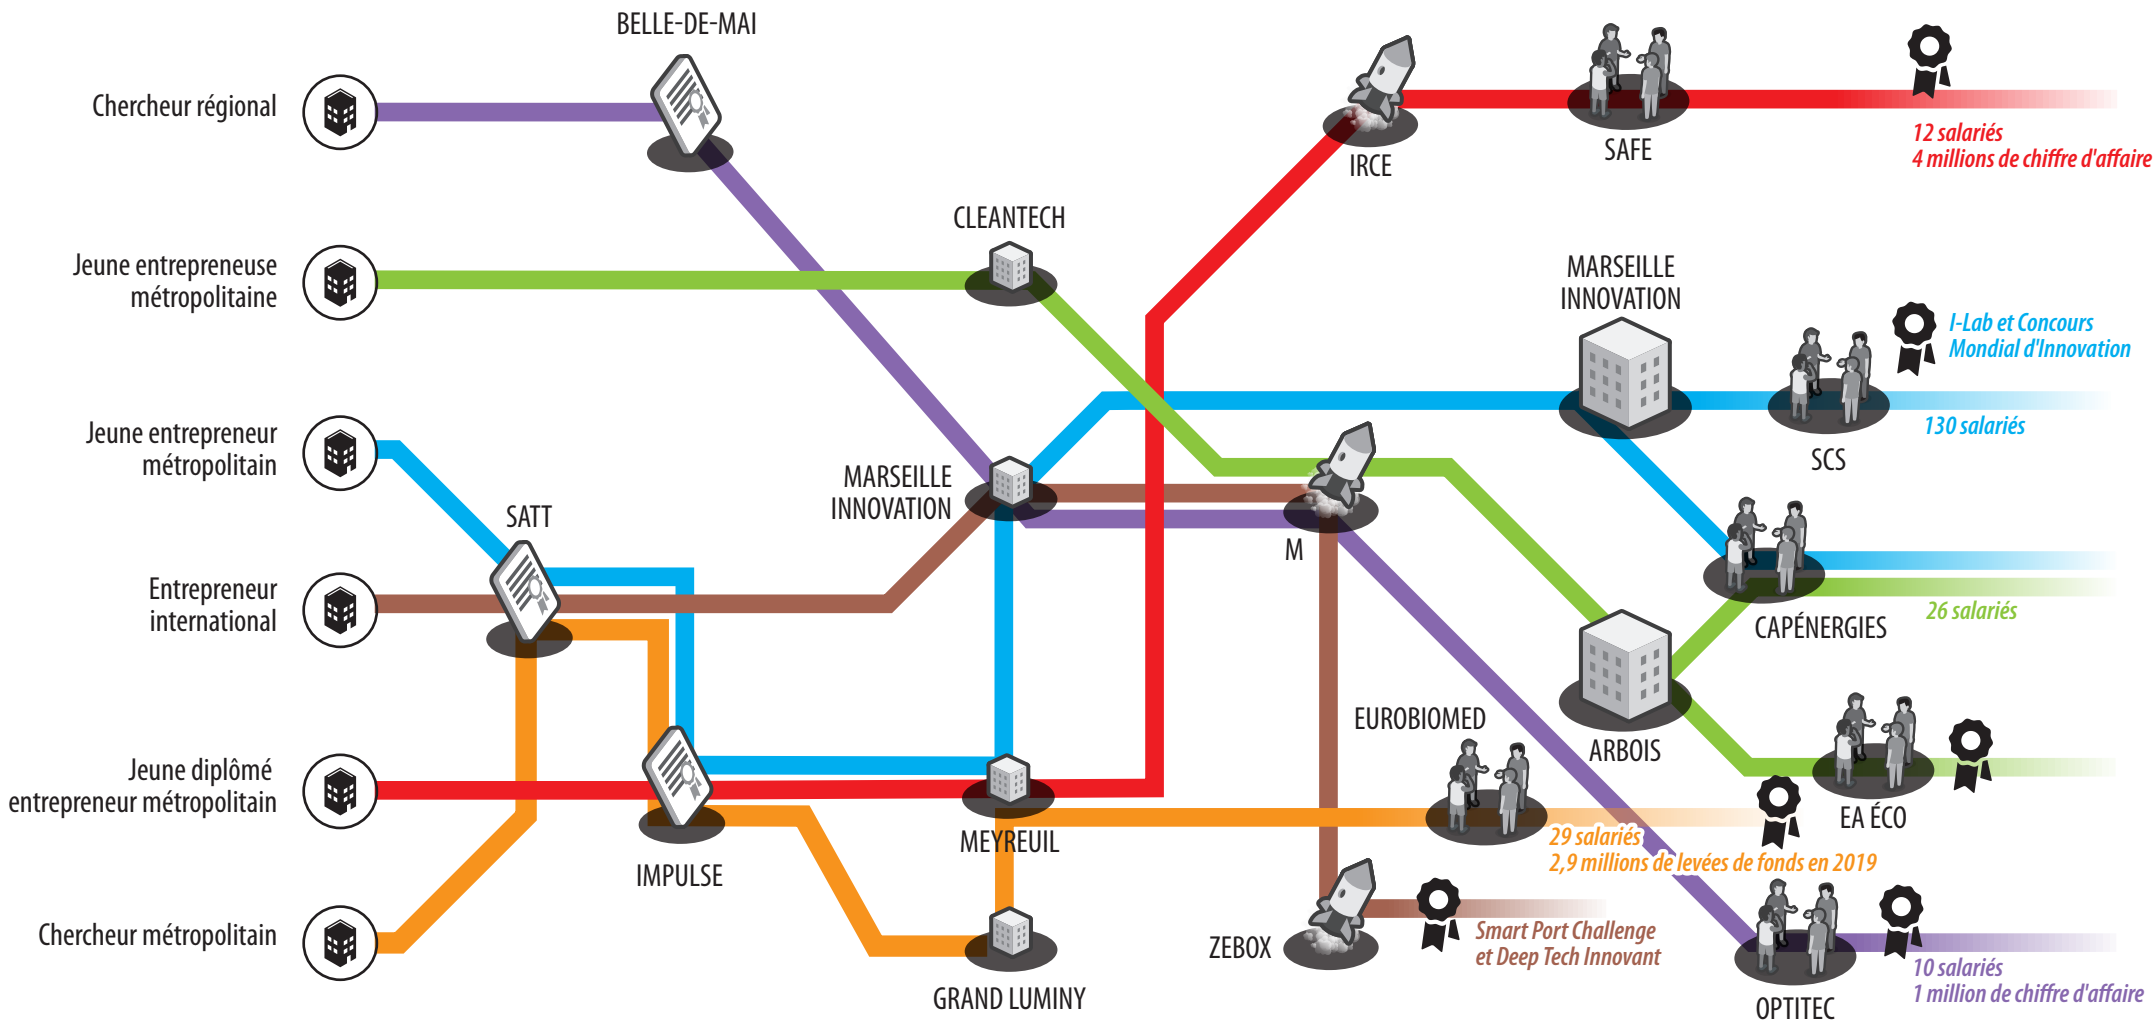 BELLE-DE-MAI
Chercheur régional
IRCE
SAFE
12 salariés
4 millions de chiffre d'affaire
CLEANTECH
Jeune entrepreneuse
métropolitaine
MARSEILLE
INNOVATION
I-Lab et Concours
Mondial d'Innovation
130 salariés
SCS
Jeune entrepreneur
métropolitain
MARSEILLE
INNOVATION
SATT
M
Entrepreneur
international
26 salariés
CAPÉNERGIES
EUROBIOMED
ARBOIS
Jeune diplômé
entrepreneur métropolitain
MEYREUIL
EA ÉCO
29 salariés
2,9 millions de levées de fonds en 2019
IMPULSE
Chercheur métropolitain
ZEBOX
Smart Port Challenge
et Deep Tech Innovant
GRAND LUMINY
OPTITEC
10 salariés
1 million de chiffre d'affaire